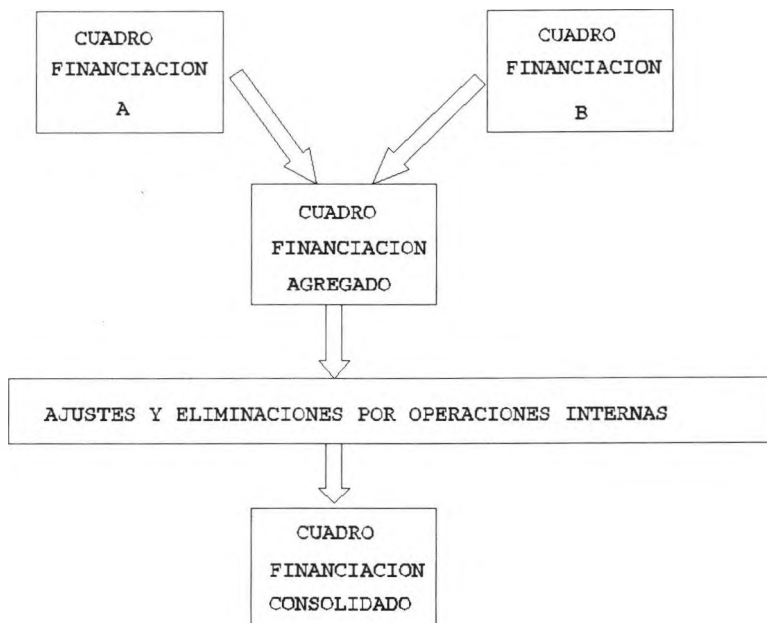 CUADRO
FINANCIACION
A
CUADRO
FINANCIACION
B
CUADRO
FINANCIACION
AGREGADO
AJUSTES Y ELIMINACIONES POR OPERACIONES INTERNAS
CUADRO
FINANCIACION
CONSOLIDADO